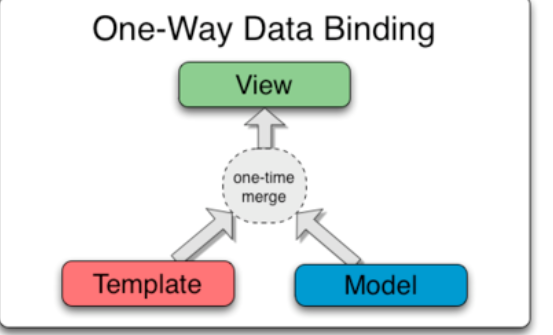 One-Way Data Binding
View
one-time
merge
Template
Model